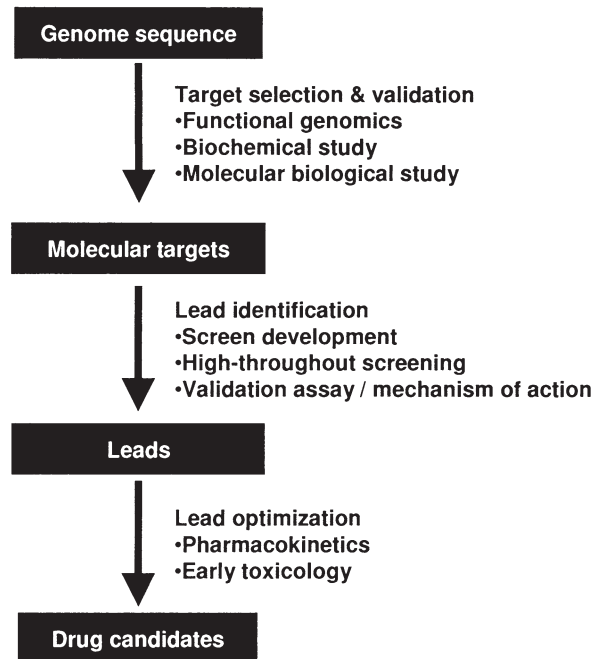 Genome sequence
Target selection & validation
•Functional genomics
•Biochemical study
•Molecular biological study
Molecular targets
Lead identification
•Screen development
•High-throughout screening
•Validation assay / mechanism of action
Leads
Lead optimization
•Pharmacokinetics
•Early toxicology
Drug candidates